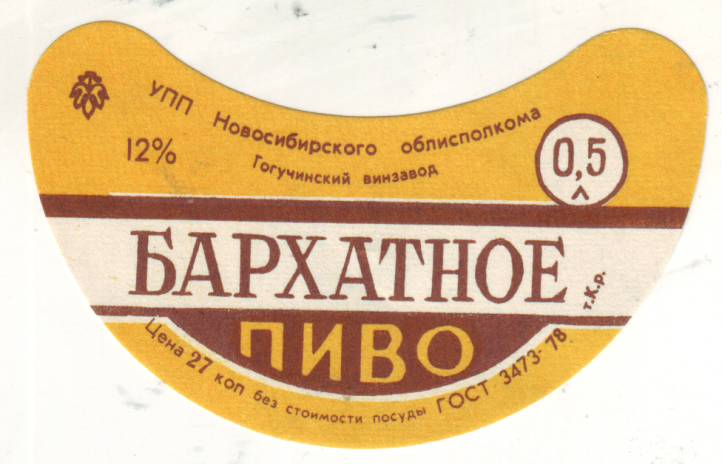 УПП Новосибирского облисполкома
12%
Гогучинский винзавод
0,5
л
БАРХАТНОЕ
т.К.р.
ПИВО
Цена 27 коп без стоимости посуды ГОСТ 3473-78